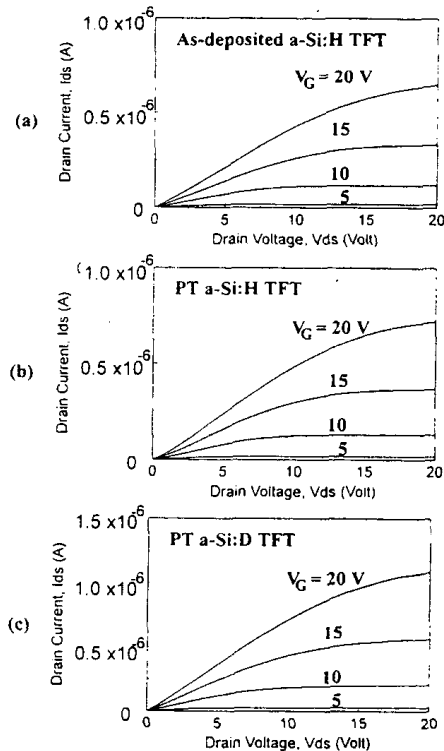 (a)
1.0 x10⁻⁶
As-deposited a-Si:H TFT
V_G = 20 V
0.5 x10⁻⁶
15
10
5
0
Drain Current, Ids (A)
0 5 10 15 20
Drain Voltage, Vds (Volt)
(b)
1.0 x10⁻⁶
PT a-Si:H TFT
V_G = 20 V
0.5 x10⁻⁶
15
10
5
0
Drain Current, Ids (A)
0 5 10 15 20
Drain Voltage, Vds (Volt)
(c)
1.5 x10⁻⁶
PT a-Si:D TFT
1.0 x10⁻⁶
V_G = 20 V
15
0.5 x10⁻⁶
10
5
0
Drain Current, Ids (A)
0 5 10 15 20
Drain Voltage, Vds (Volt)